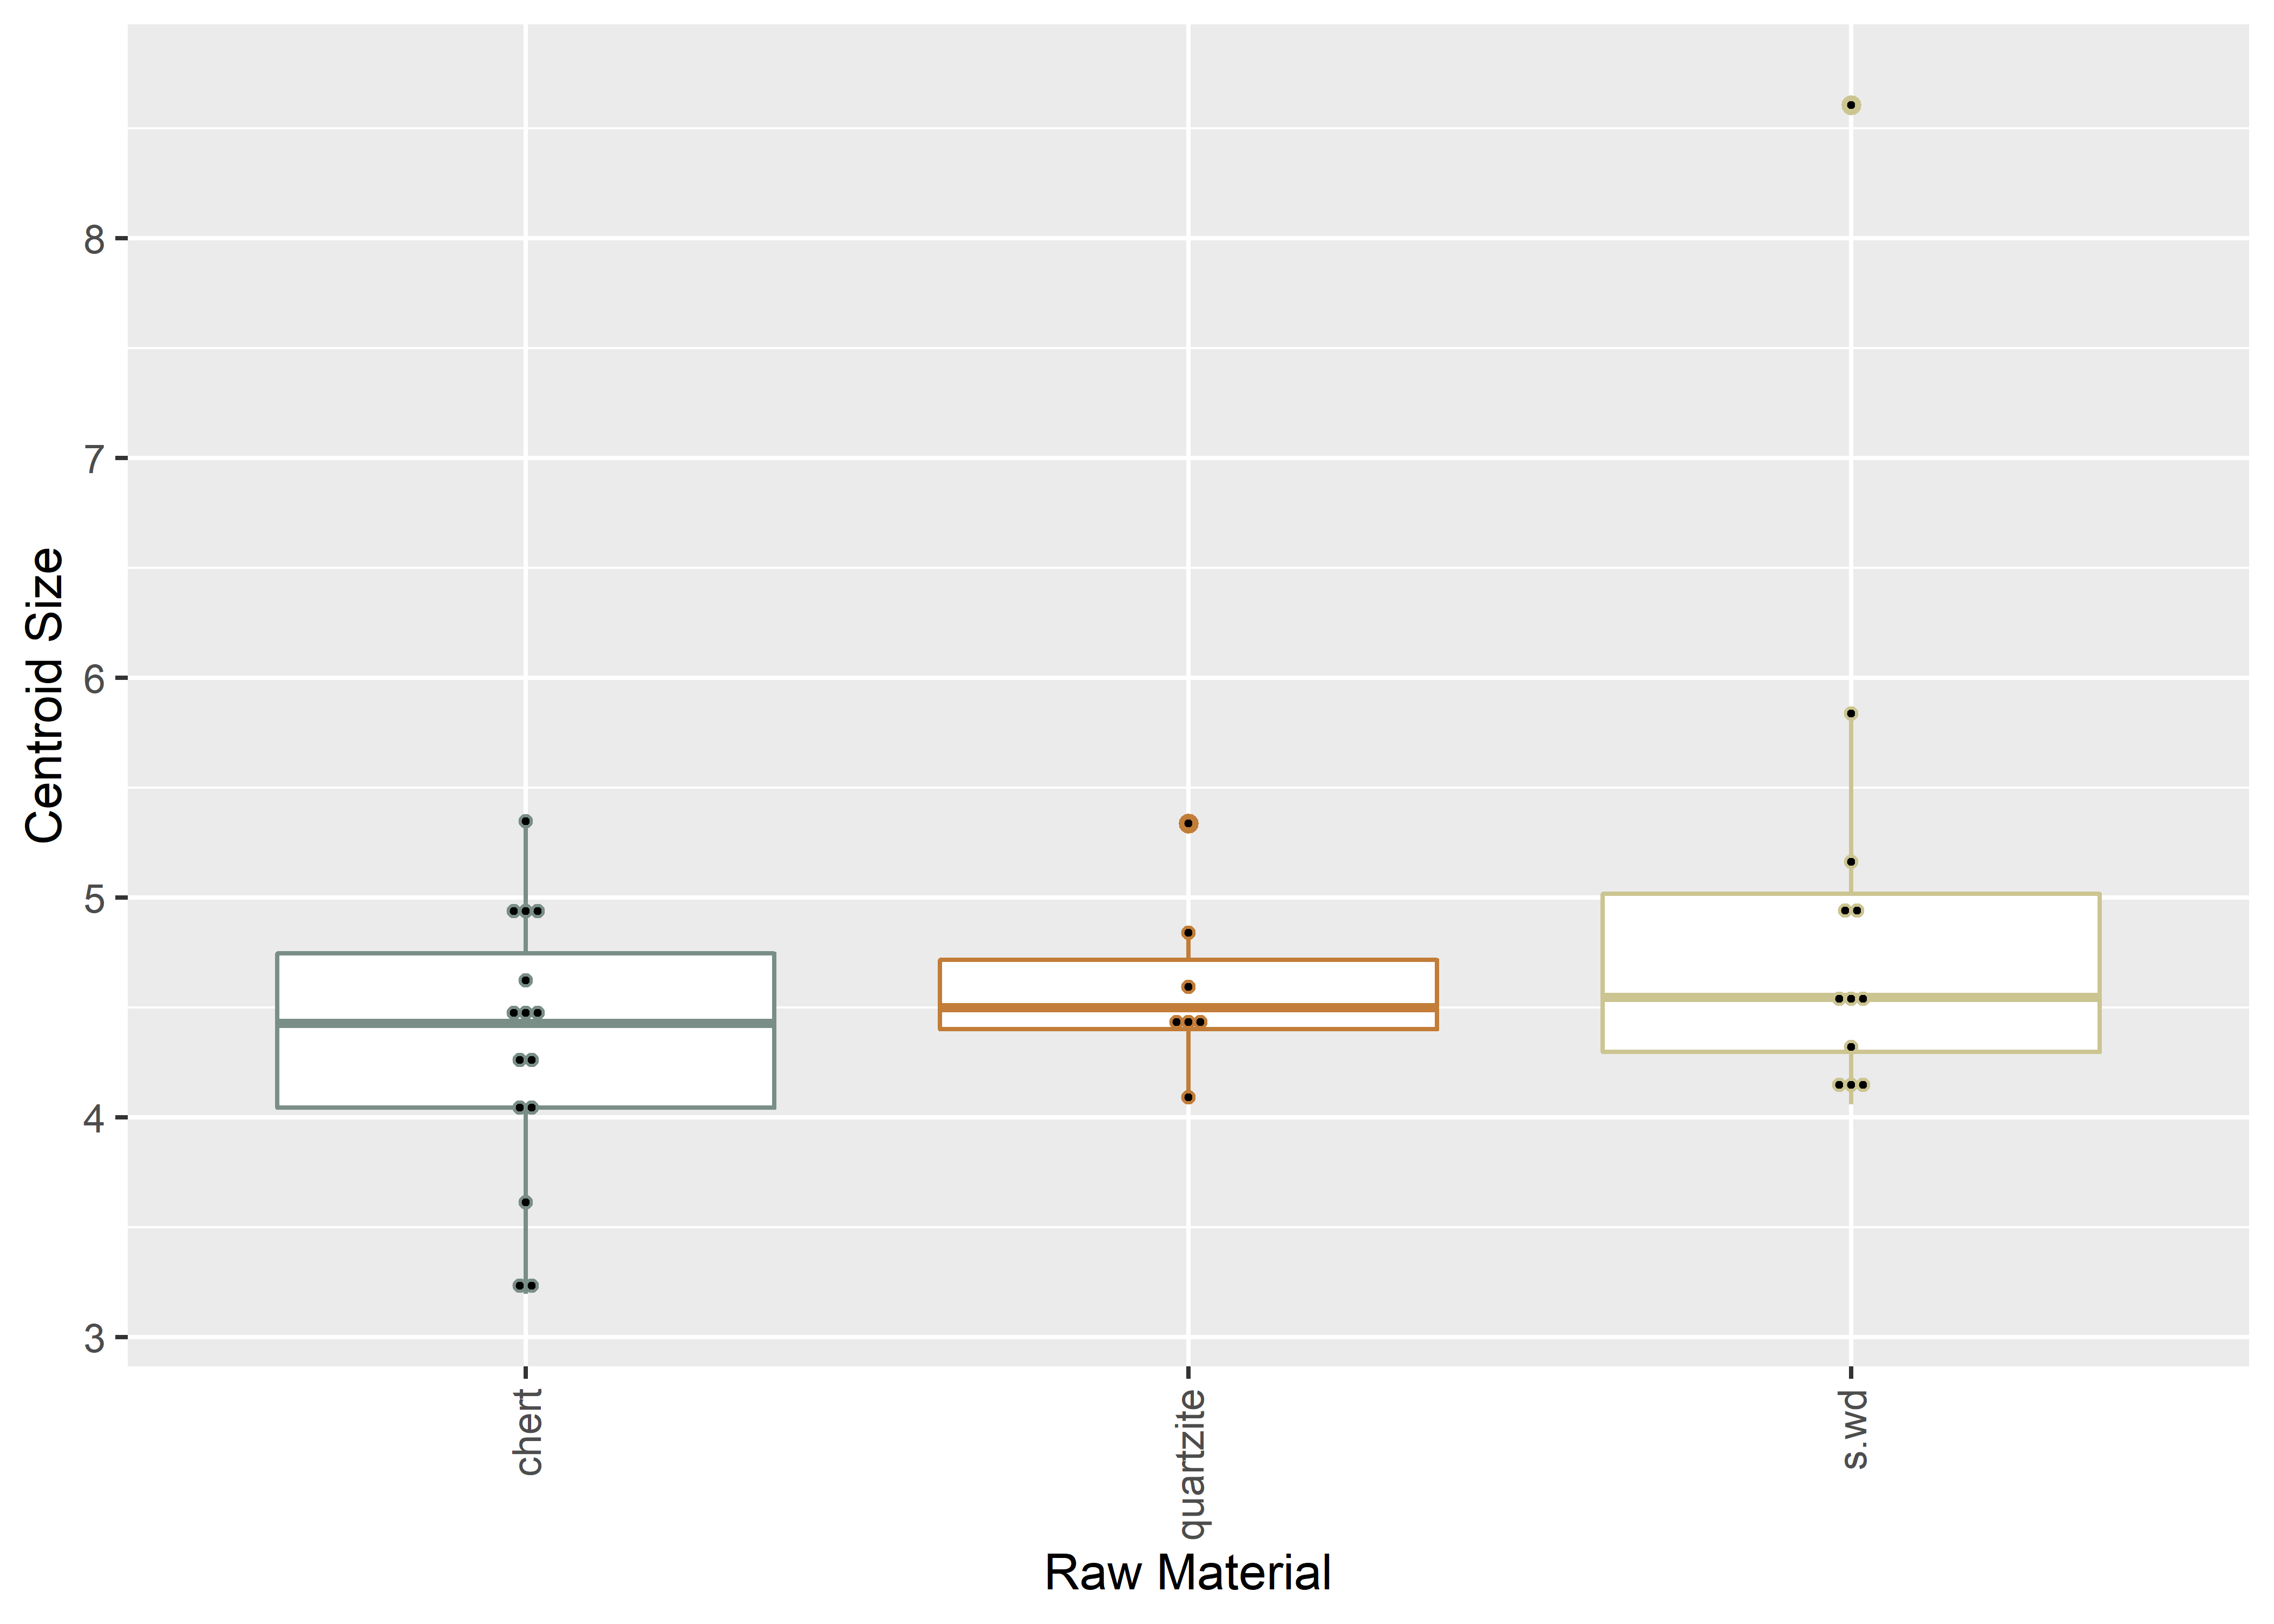 Centroid Size
8
7
6
5
4
3
chert
quartzite
s.wd
Raw Material